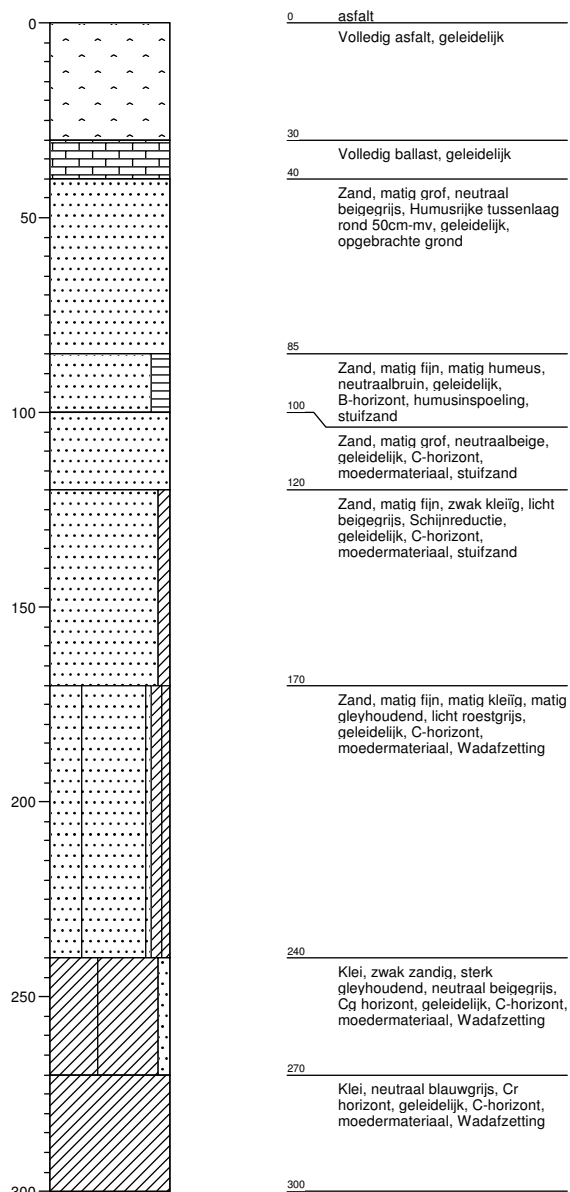 0
50
100
150
200
250
300
0 asfalt
Volledig asfalt, geleidelijk
30
Volledig ballast, geleidelijk
40
Zand, matig grof, neutraal
beigegrijs, Humusrijke tussenlaag
rond 50cm-mv, geleidelijk,
opgebrachte grond
85
Zand, matig fijn, matig humeus,
neutraalbruin, geleidelijk,
B-horizont, humusinspoeling,
stuifzand
100
Zand, matig grof, neutraalbeige,
geleidelijk, C-horizont,
moedermateriaal, stuifzand
120
Zand, matig fijn, zwak kleiïg, licht
beigegrijs, Schijnreductie,
geleidelijk, C-horizont,
moedermateriaal, stuifzand
170
Zand, matig fijn, matig kleiïg, matig
gleyhoudend, licht roestgrijs,
geleidelijk, C-horizont,
moedermateriaal, Wadafzetting
240
Klei, zwak zandig, sterk
gleyhoudend, neutraal beigegrijs,
Cg horizont, geleidelijk, C-horizont,
moedermateriaal, Wadafzetting
270
Klei, neutraal blauwgrijs, Cr
horizont, geleidelijk, C-horizont,
moedermateriaal, Wadafzetting
300